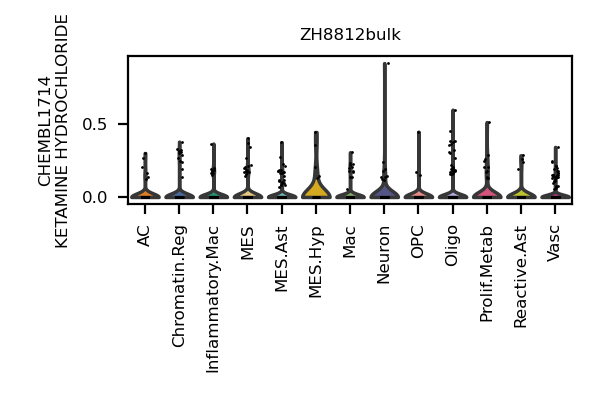 ZH8812bulk
CHEMBL1714
KETAMINE HYDROCHLORIDE
0.5
0.0
AC
Chromatin.Reg
Inflammatory.Mac
MES
MES.Ast
MES.Hyp
Mac
Neuron
OPC
Oligo
Prolif.Metab
Reactive.Ast
Vasc